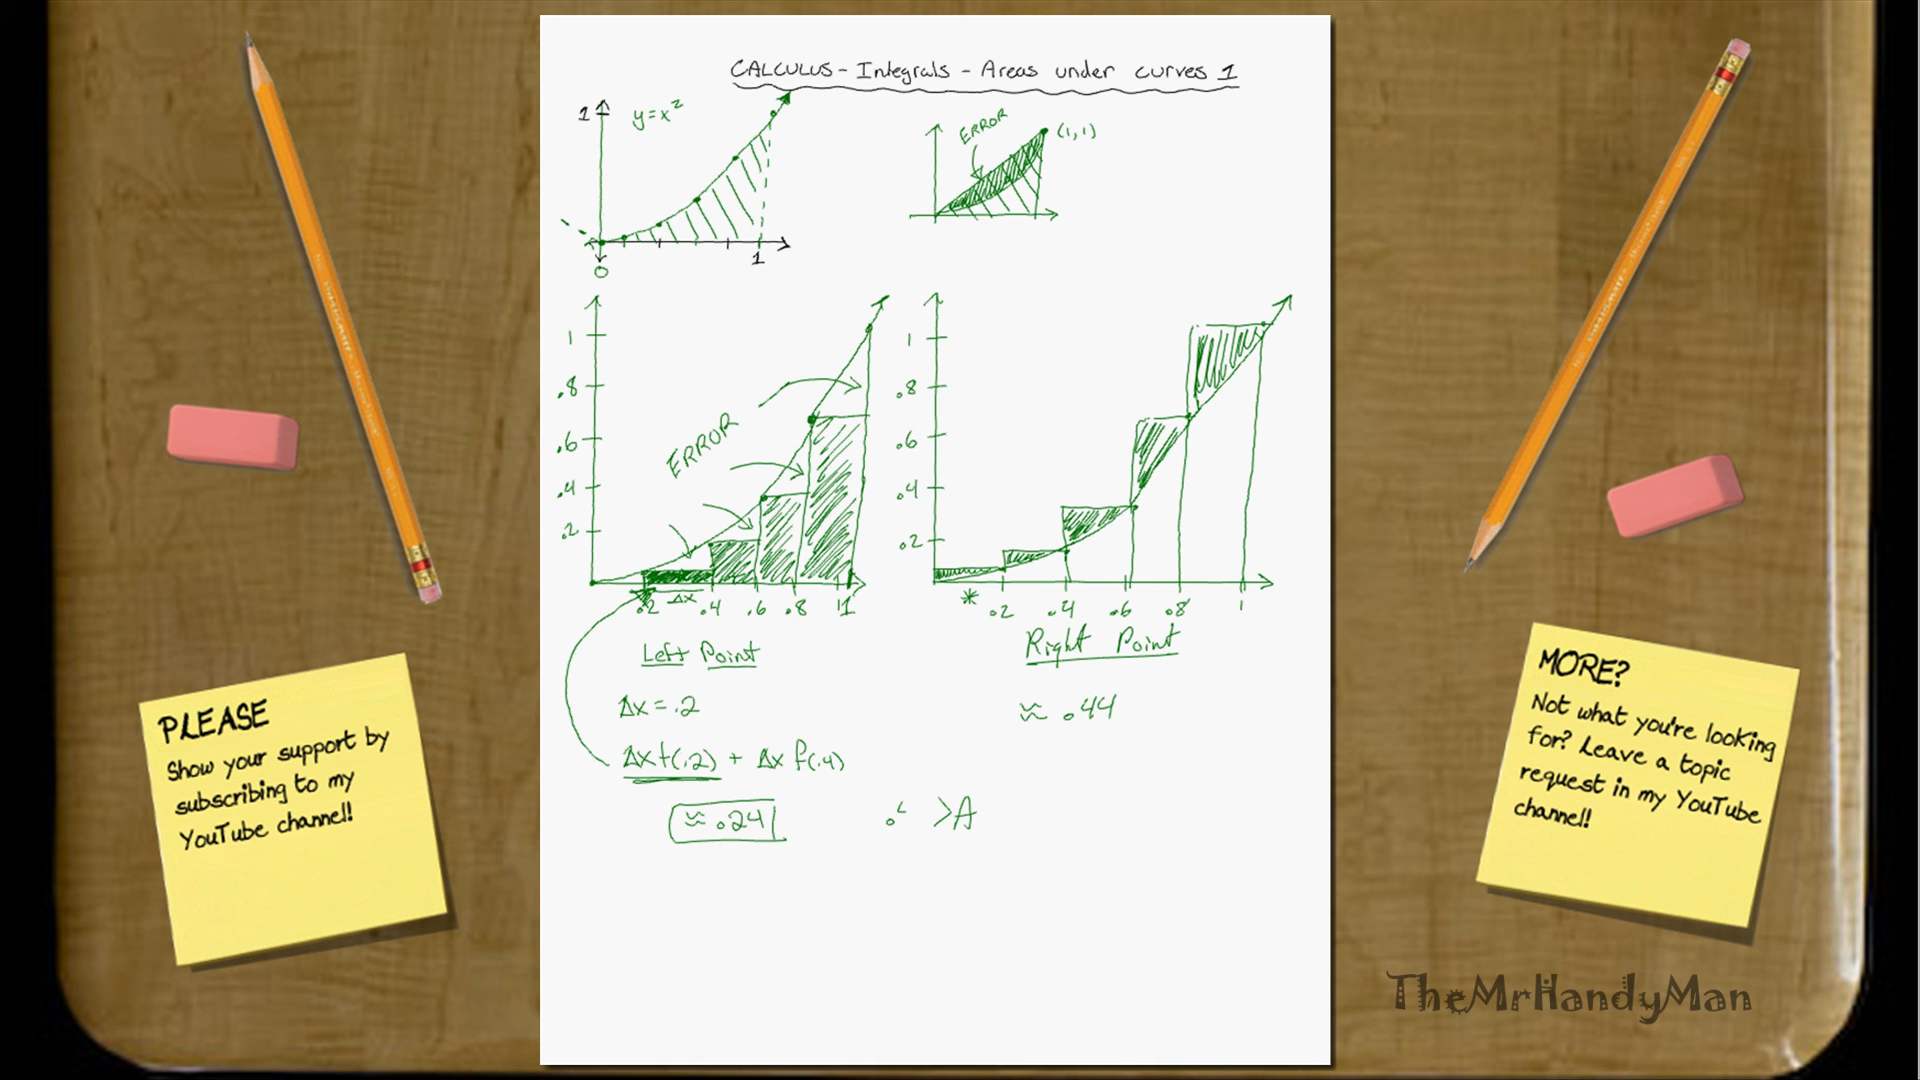 CALCULUS - Integrals - Areas under curves 1
1
y=x²
1
0
ERROR
(1,1)
1
.8
.6
.4
.2
ERROR
.2 Δx .4 .6 .8 1
Left Point
Δx = .2
Δx f(.2) + Δx f(.4)
≈ .24
1
.8
.6
.4
.2
* .2 .4 .6 .8 1
Right Point
≈ .44
>A
PLEASE
Show your support by
subscribing to my
YouTube channel!
MORE?
Not what you're looking
for? Leave a topic
request in my YouTube
channel!
TheMrHandyMan